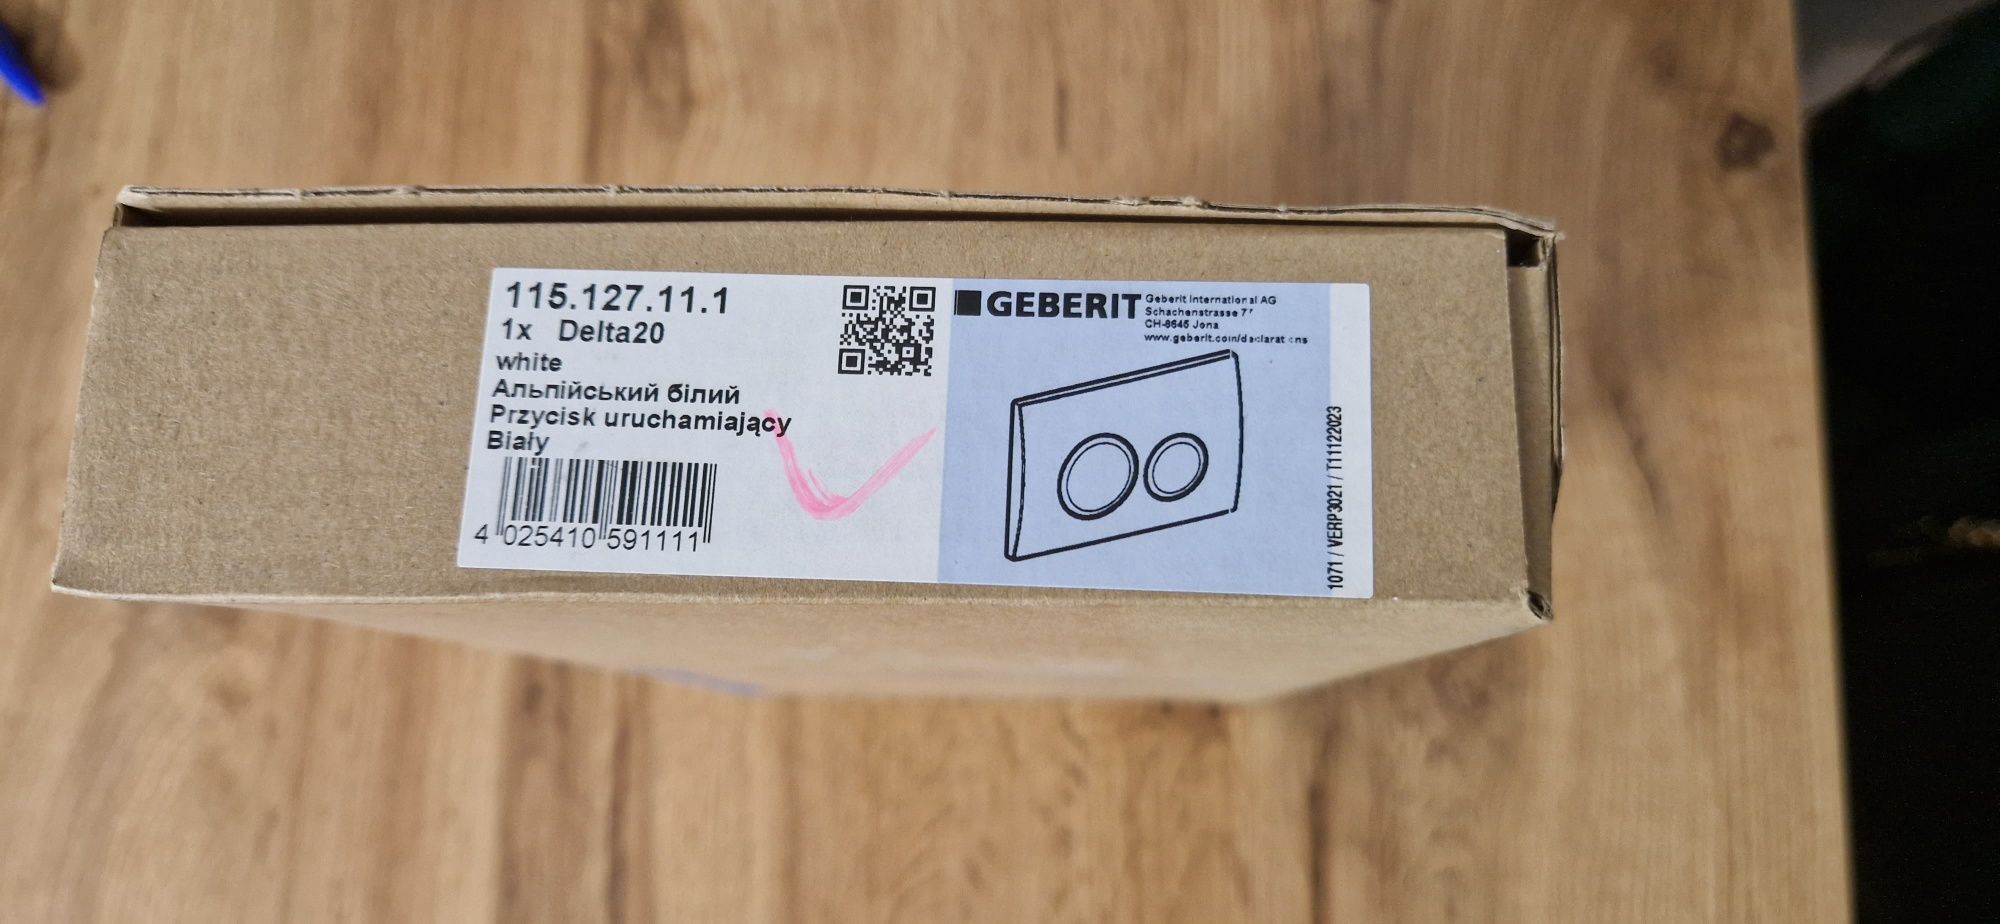 115.127.11.1
1x Delta20
white
Альпійський білий
Przycisk uruchamiający
Biały
4 025410 591111
GEBERIT
Geberit International AG
Schachenstrasse 77
CH-8645 Jona
www.geberit.com/declarations
1071 / VERP3021 / T11122023